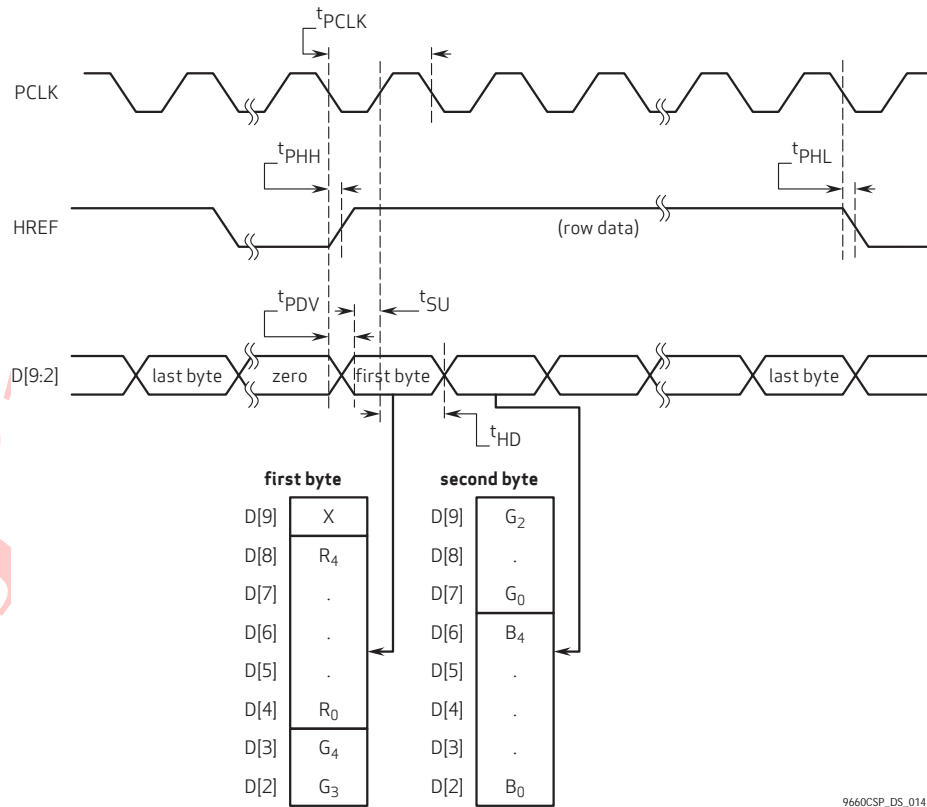 tPCLK
PCLK
tPHH
tPHL
HREF
(row data)
tPDV
tSU
D[9:2]
last byte
zero
first byte
last byte
tHD
first byte
second byte
D[9] X
D[8] R4
D[7] .
D[6] .
D[5] .
D[4] R0
D[3] G4
D[2] G3
D[9] G2
D[8] .
D[7] G0
D[6] B4
D[5] .
D[4] .
D[3] .
D[2] B0
9660CSP_DS_014